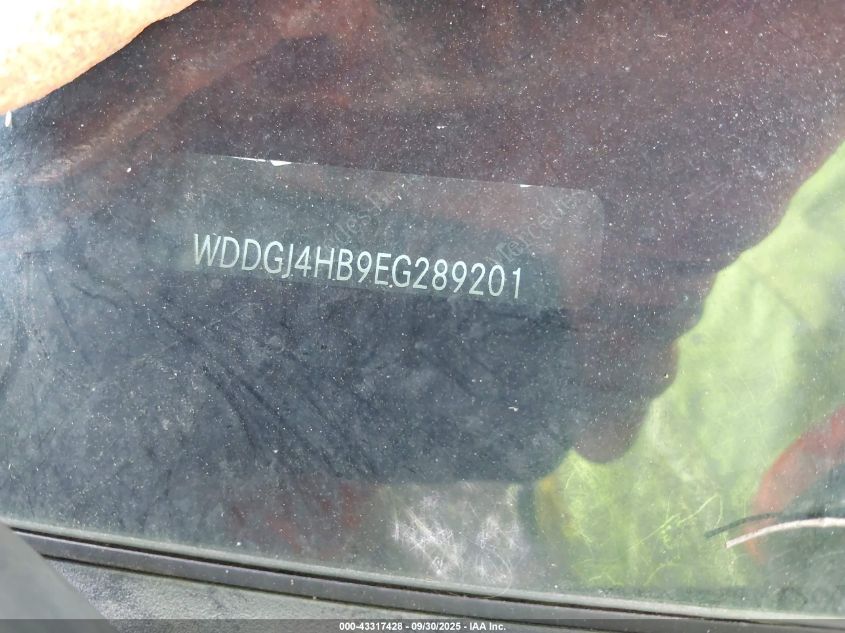 WDDGJ4HB9EG289201
000-43317428 - 09/30/2025 - IAA Inc.